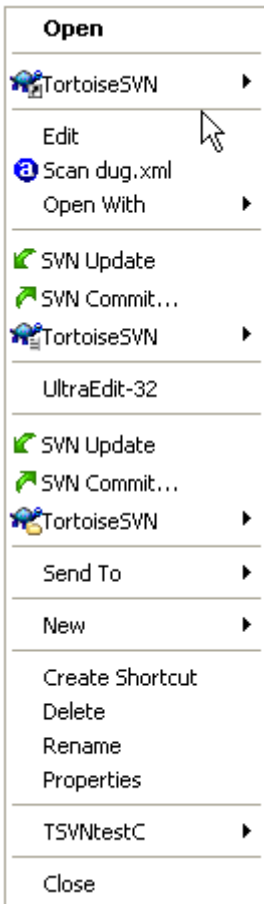 Open
TortoiseSVN
Edit
Scan dug.xml
Open With
SVN Update
SVN Commit...
TortoiseSVN
UltraEdit-32
SVN Update
SVN Commit...
TortoiseSVN
Send To
New
Create Shortcut
Delete
Rename
Properties
TSVNtestC
Close